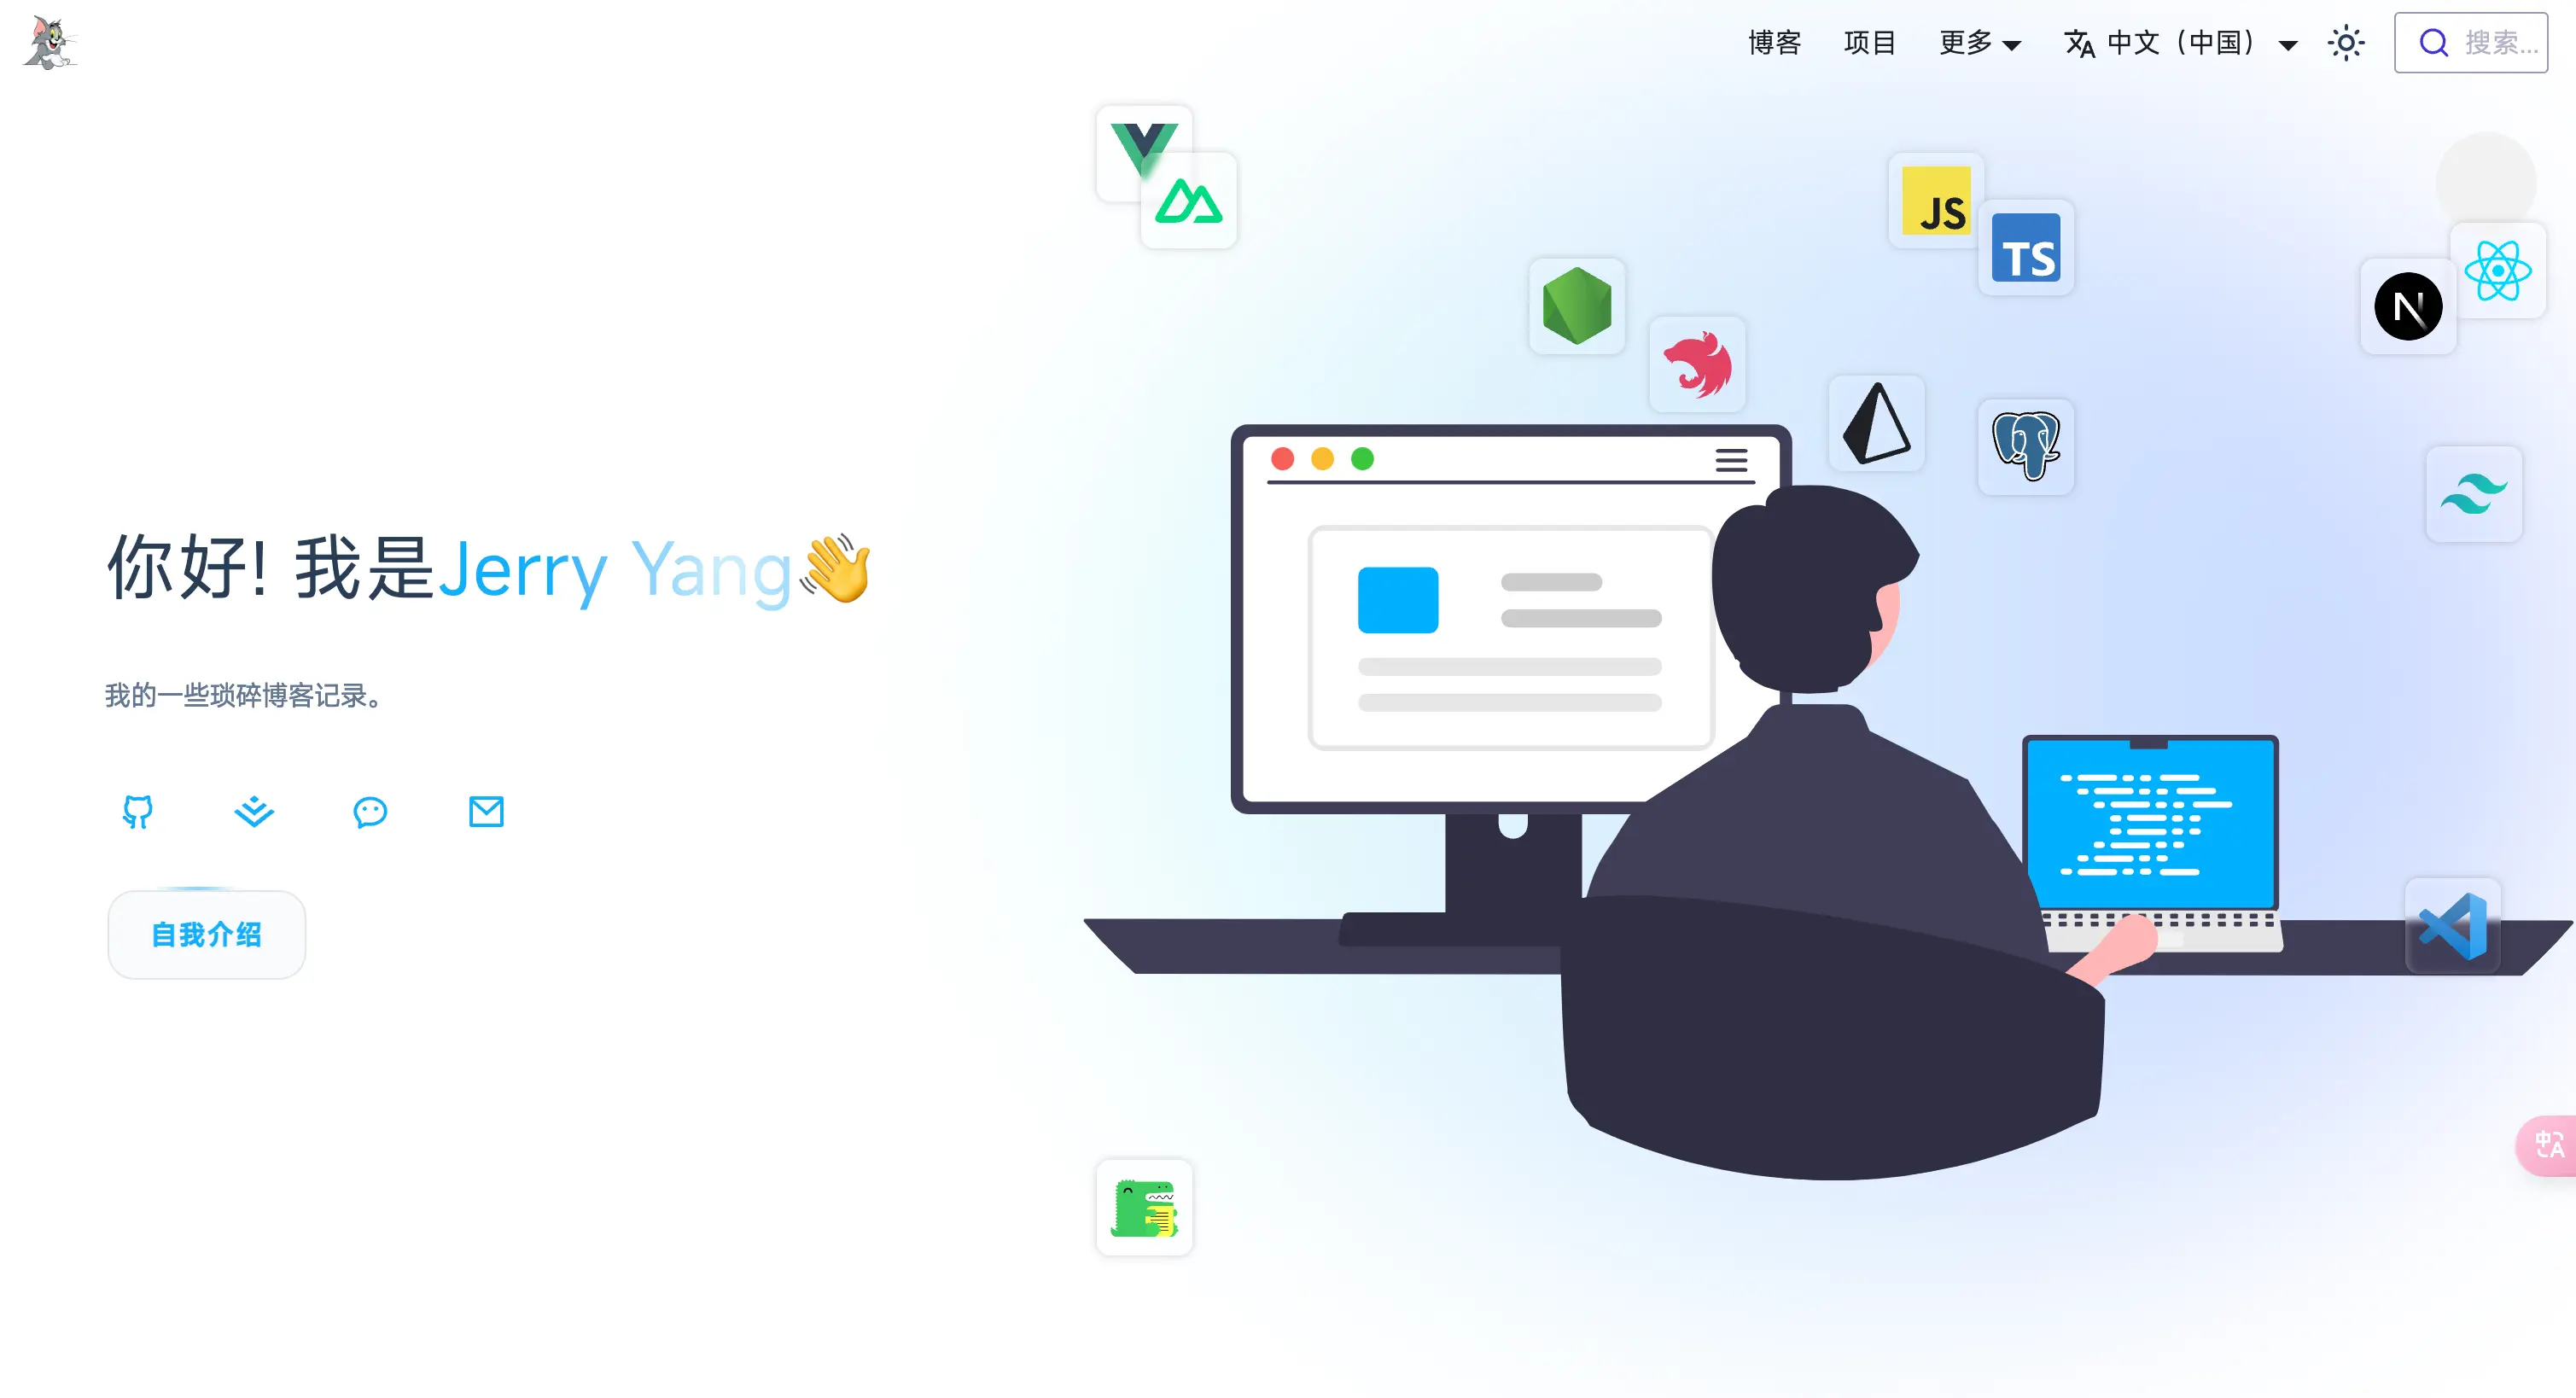 博客
项目
更多
中文（中国）
搜索...
JS
TS
N
你好! 我是Jerry Yang👋
我的一些琐碎博客记录。
自我介绍
中
A